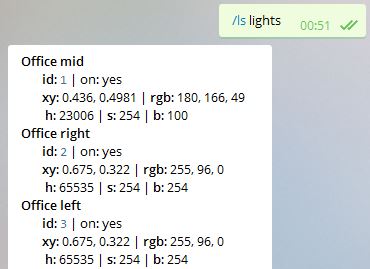 /ls lights
00:51
Office mid
id: 1 | on: yes
xy: 0.436, 0.4981 | rgb: 180, 166, 49
h: 23006 | s: 254 | b: 100
Office right
id: 2 | on: yes
xy: 0.675, 0.322 | rgb: 255, 96, 0
h: 65535 | s: 254 | b: 254
Office left
id: 3 | on: yes
xy: 0.675, 0.322 | rgb: 255, 96, 0
h: 65535 | s: 254 | b: 254